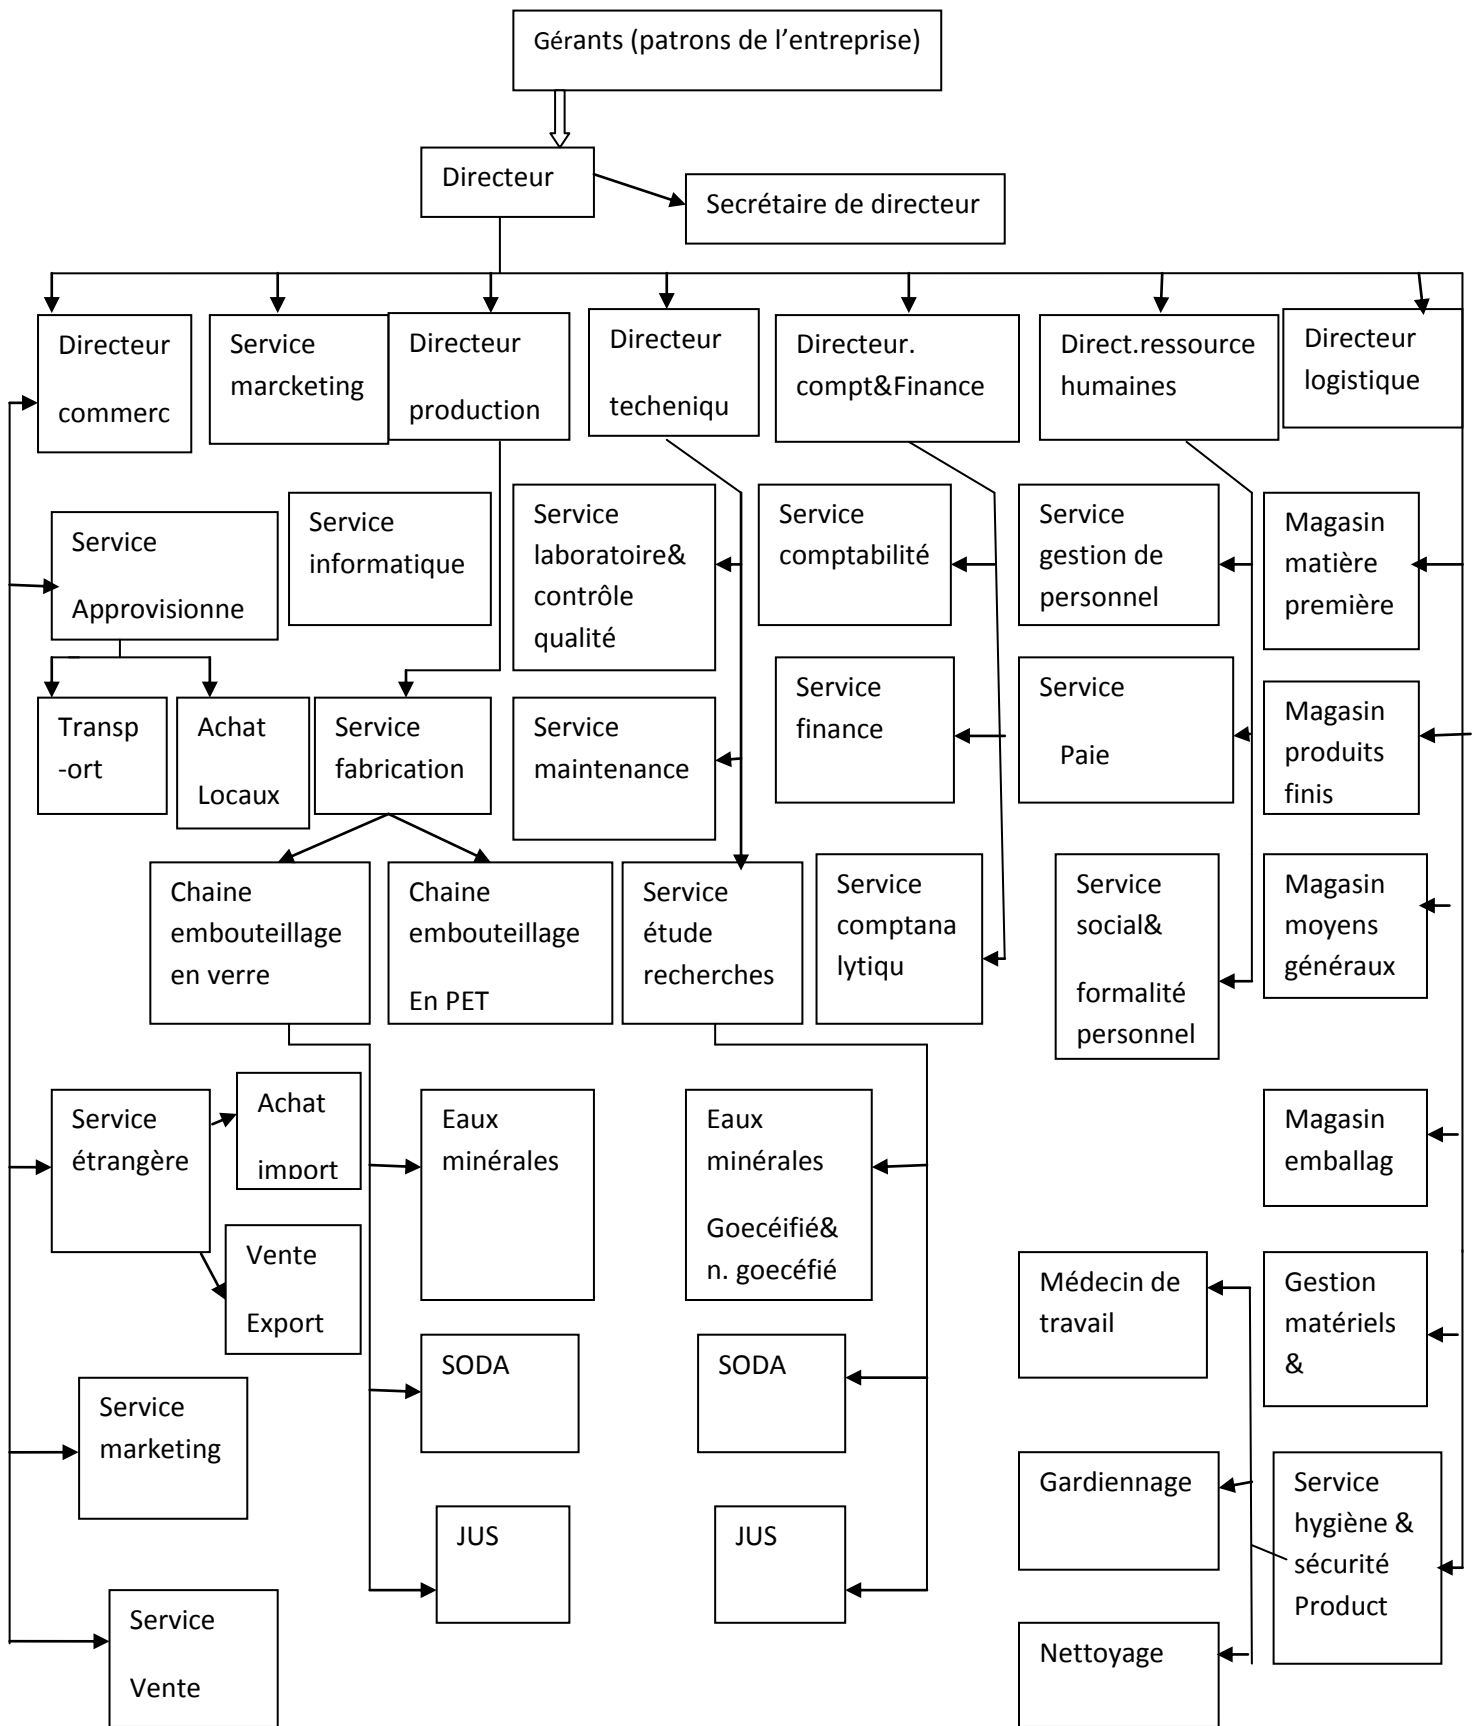 Gérants (patrons de l'entreprise)
Directeur
Secrétaire de directeur
Directeur
commerc
Service
marcketing
Directeur
production
Directeur
techeniqu
Directeur.
compt&Finance
Direct.ressource
humaines
Directeur
logistique
Service
Approvisionne
Service
informatique
Service
laboratoire&
contrôle
qualité
Service
comptabilité
Service
gestion de
personnel
Magasin
matière
première
Transp
-ort
Achat
Locaux
Service
fabrication
Service
maintenance
Service
finance
Service
Paie
Magasin
produits
finis
Chaine
embouteillage
en verre
Chaine
embouteillage
En PET
Service
étude
recherches
Service
comptana
lytiqu
Service
social&
formalité
personnel
Magasin
moyens
généraux
Service
étrangère
Achat
import
Eaux
minérales
Eaux
minérales
Goecéifié&
n. goecéfié
Magasin
emballag
Vente
Export
Médecin de
travail
Gestion
matériels
&
SODA
SODA
Service
marketing
Gardiennage
Service
hygiène &
sécurité
Product
JUS
JUS
Service
Vente
Nettoyage